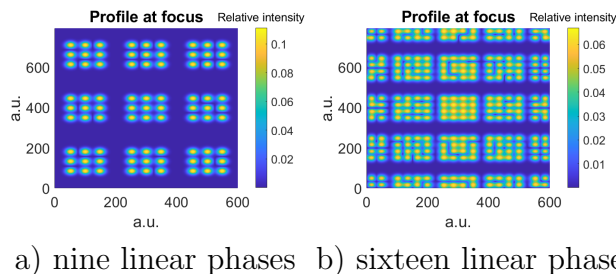 Profile at focus
Relative intensity
a.u.
600
400
200
0
0 200 400 600
a.u.
0.1
0.08
0.06
0.04
0.02
a) nine linear phases
Profile at focus
Relative intensity
a.u.
600
400
200
0
0 200 400 600
a.u.
0.06
0.05
0.04
0.03
0.02
0.01
b) sixteen linear phase